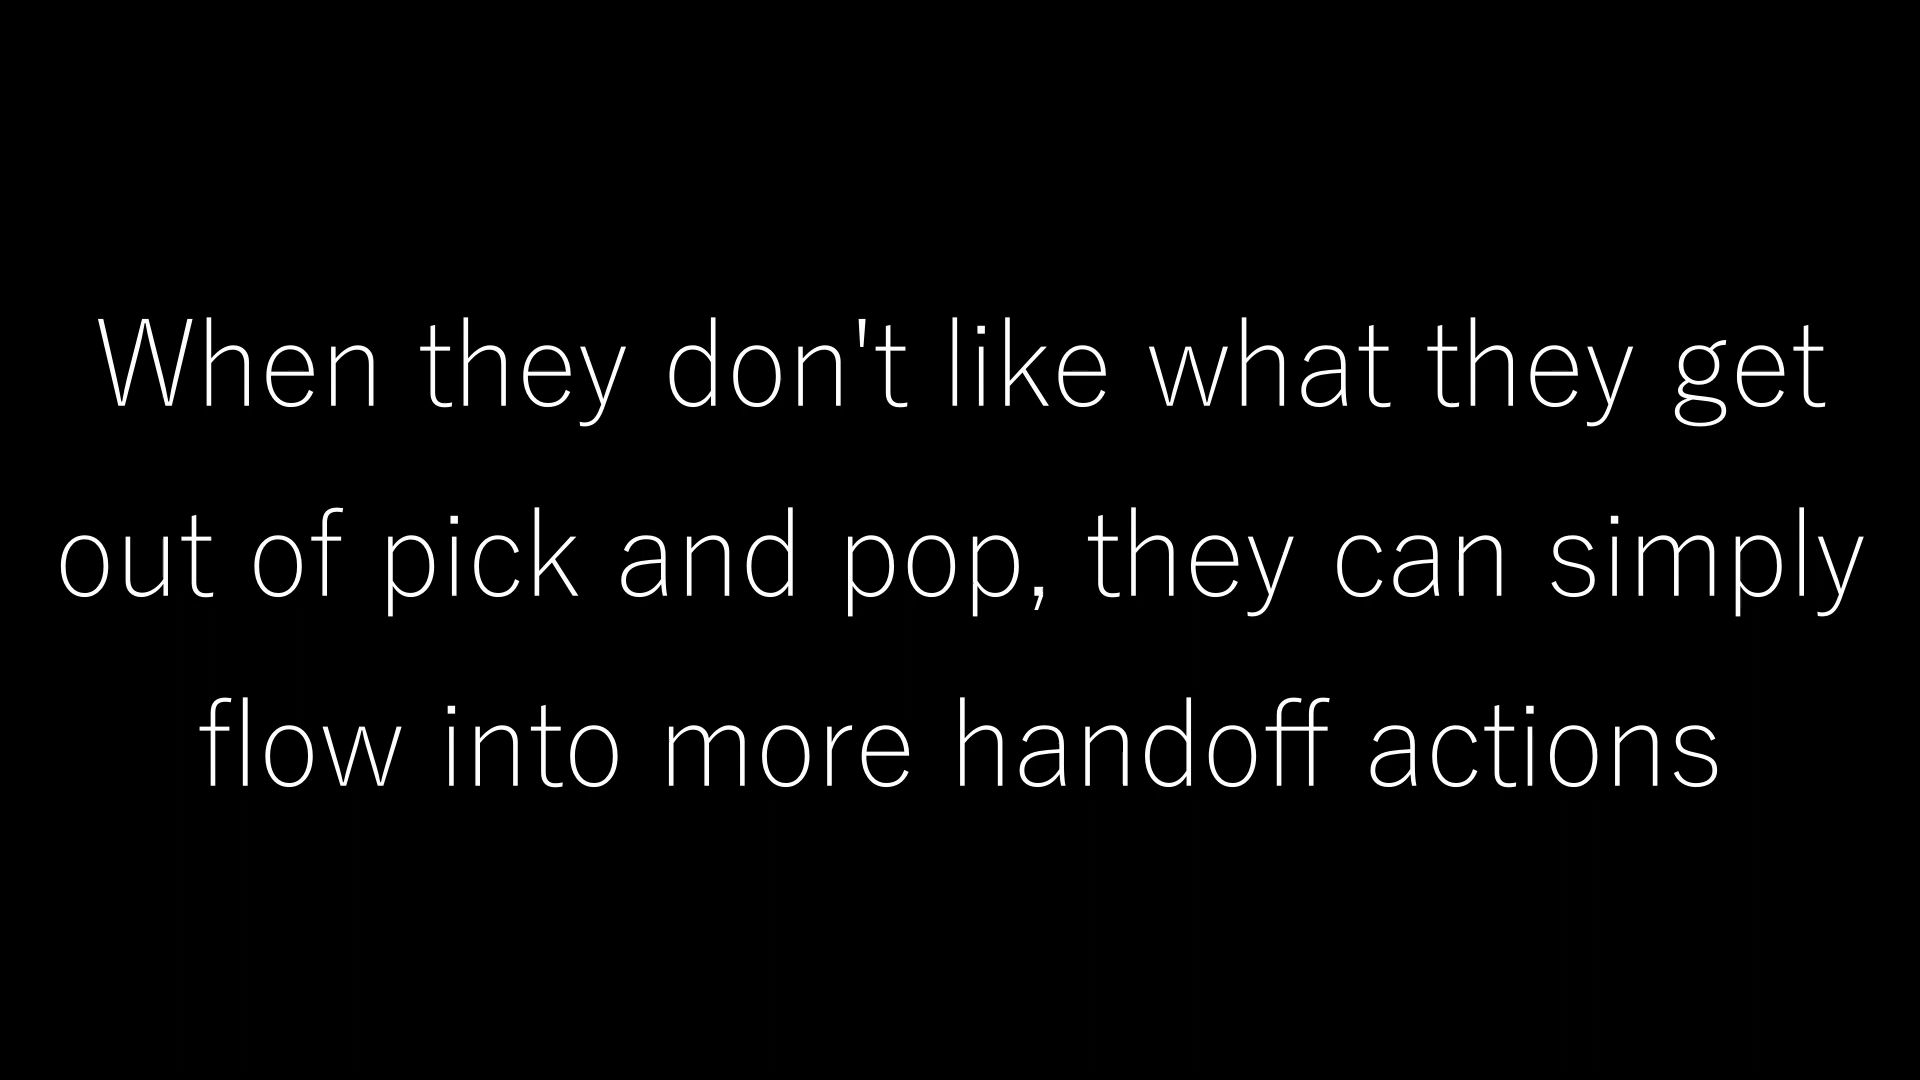 When they don't like what they get
out of pick and pop, they can simply
flow into more handoff actions